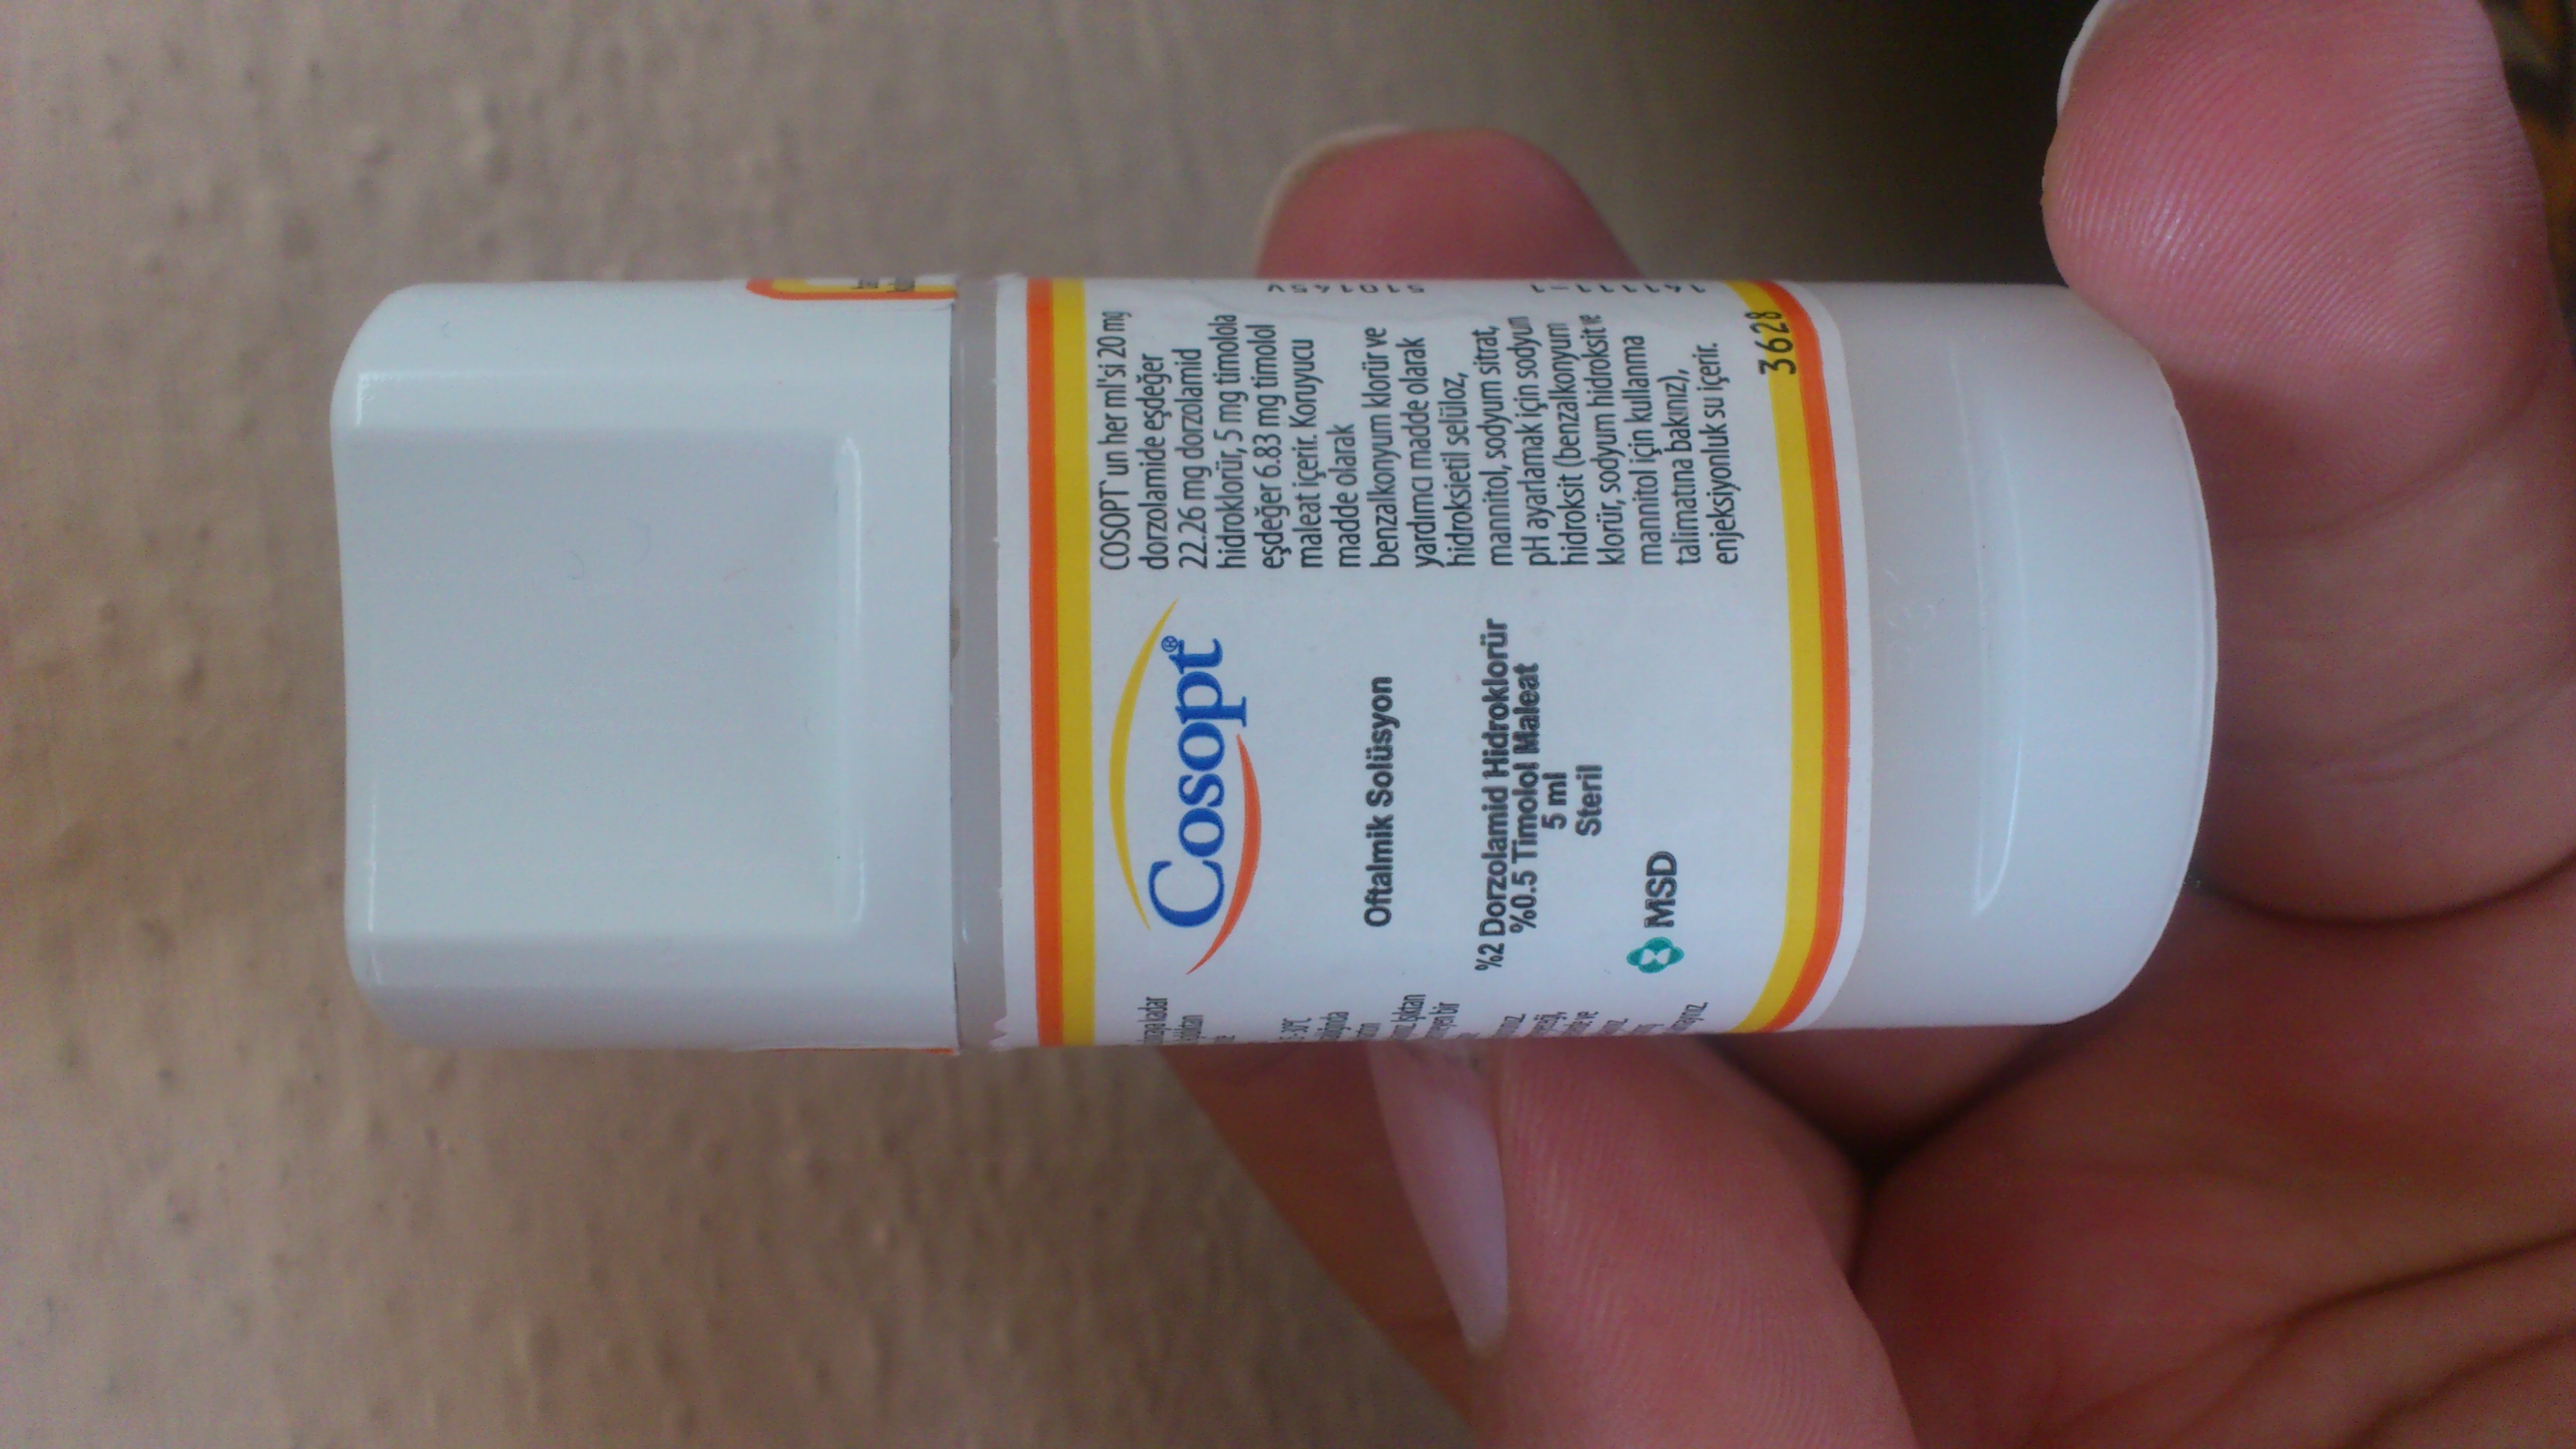 Cosopt®
Oftalmik Solüsyon
%2 Dorzolamid Hidroklorür
%0.5 Timolol Maleat
5 ml
Steril
MSD
COSOPT'un her ml'si 20 mg
dorzolamide eşdeğer
22.26 mg dorzolamid
hidroklorür, 5 mg timolola
eşdeğer 6.83 mg timolol
maleat içerir. Koruyucu
madde olarak
benzalkonyum klorür ve
yardımcı madde olarak
hidroksietil selüloz,
mannitol, sodyum sitrat,
pH ayarlamak için sodyum
hidroksit (benzalkonyum
klorür, sodyum hidroksit ve
mannitol için kullanma
talimatına bakınız),
enjeksiyonluk su içerir.
3628